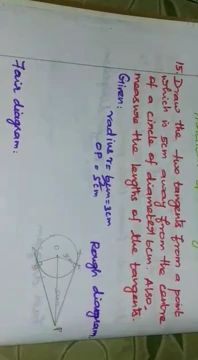 15. Draw the two tangents from a point
which is 5cm away from the centre
of a circle of diameter 6cm. Also
measure the lengths of the tangents.
Given:
Rough diagram
radius r = 6cm/2 = 3cm
OP = 5cm
O
P
Fair diagram: